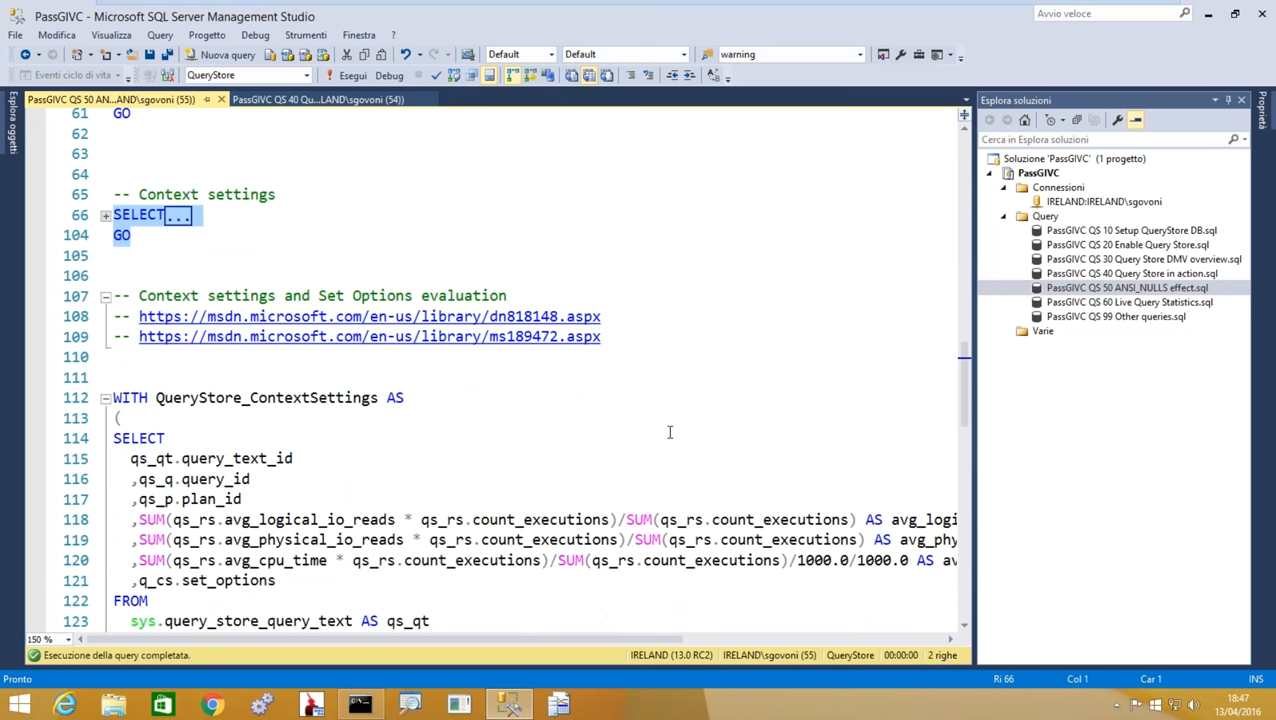 PassGIVC - Microsoft SQL Server Management Studio
Avvio veloce
File Modifica Visualizza Query Progetto Debug Strumenti Finestra ?
Nuova query Default Default warning
Eventi ciclo di vita QueryStore Esegui Debug
PassGIVC QS 50 AN...AND\sgovoni (55)) PassGIVC QS 40 Qu...LAND\sgovoni (54))
Esplora oggetti
61 GO
62
63
64
65 -- Context settings
66 SELECT...
104 GO
105
106
107 -- Context settings and Set Options evaluation
108 -- https://msdn.microsoft.com/en-us/library/dn818148.aspx
109 -- https://msdn.microsoft.com/en-us/library/ms189472.aspx
110
111
112 WITH QueryStore_ContextSettings AS
113 (
114 SELECT
115 qs_qt.query_text_id
116 ,qs_q.query_id
117 ,qs_p.plan_id
118 ,SUM(qs_rs.avg_logical_io_reads * qs_rs.count_executions)/SUM(qs_rs.count_executions) AS avg_logi
119 ,SUM(qs_rs.avg_physical_io_reads * qs_rs.count_executions)/SUM(qs_rs.count_executions) AS avg_phy
120 ,SUM(qs_rs.avg_cpu_time * qs_rs.count_executions)/SUM(qs_rs.count_executions)/1000.0/1000.0 AS av
121 ,q_cs.set_options
122 FROM
123 sys.query_store_query_text AS qs_qt
150 %
Esecuzione della query completata. IRELAND (13.0 RC2) IRELAND\sgovoni (55) QueryStore 00:00:00 2 righe
Esplora soluzioni
Cerca in Esplora soluzioni
Soluzione 'PassGIVC' (1 progetto)
PassGIVC
Connessioni
IRELAND:IRELAND\sgovoni
Query
PassGIVC QS 10 Setup QueryStore DB.sql
PassGIVC QS 20 Enable Query Store.sql
PassGIVC QS 30 Query Store DMV overview.sql
PassGIVC QS 40 Query Store in action.sql
PassGIVC QS 50 ANSI_NULLS effect.sql
PassGIVC QS 60 Live Query Statistics.sql
PassGIVC QS 99 Other queries.sql
Varie
Proprietà
Pronto Ri 66 Col 1 Car 1 INS
18:47
13/04/2016